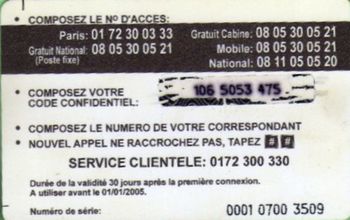 • COMPOSEZ LE No D'ACCES:
Paris: 01 72 30 03 33 Gratuit Cabine: 08 05 30 05 21
Gratuit National: 08 05 30 05 21 Mobile: 08 05 30 05 21
(Poste fixe) National: 08 11 05 05 20
• COMPOSEZ VOTRE
CODE CONFIDENTIEL: 106 5053 475
• COMPOSEZ LE NUMERO DE VOTRE CORRESPONDANT
• NOUVEL APPEL NE RACCROCHEZ PAS, TAPEZ # #
SERVICE CLIENTELE: 0172 300 330
Durée de la validité 30 jours après la première connexion.
A utiliser avant le 01/01/2005.
Numéro de série: 0001 0700 3509